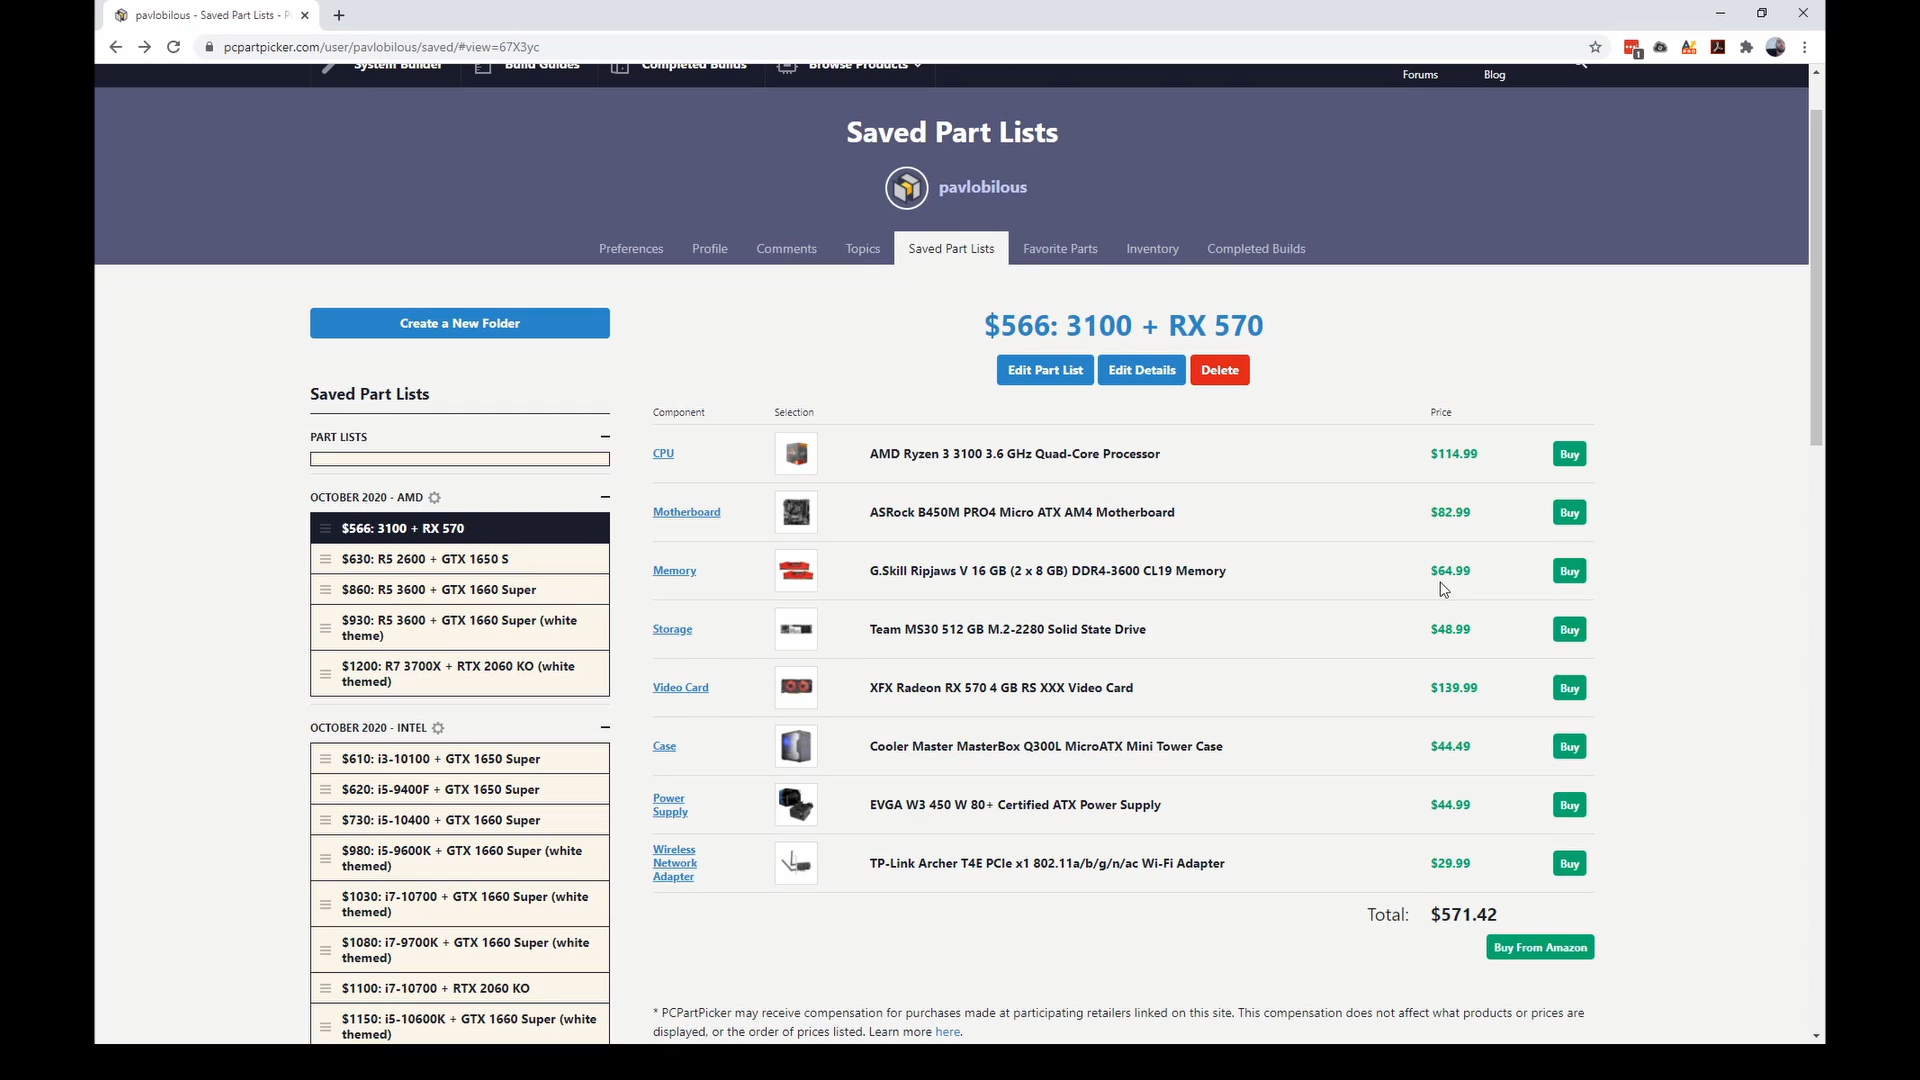 pavlobilous - Saved Part Lists - P
pcpartpicker.com/user/pavlobilous/saved/#view=67X3yc
1
System Builder
Build Guides
Completed Builds
Browse Products
Forums
Blog
Saved Part Lists
pavlobilous
Preferences
Profile
Comments
Topics
Saved Part Lists
Favorite Parts
Inventory
Completed Builds
Create a New Folder
Saved Part Lists
PART LISTS
OCTOBER 2020 - AMD
$566: 3100 + RX 570
$630: R5 2600 + GTX 1650 S
$860: R5 3600 + GTX 1660 Super
$930: R5 3600 + GTX 1660 Super (white
theme)
$1200: R7 3700X + RTX 2060 KO (white
themed)
OCTOBER 2020 - INTEL
$610: i3-10100 + GTX 1650 Super
$620: i5-9400F + GTX 1650 Super
$730: i5-10400 + GTX 1660 Super
$980: i5-9600K + GTX 1660 Super (white
themed)
$1030: i7-10700 + GTX 1660 Super (white
themed)
$1080: i7-9700K + GTX 1660 Super (white
themed)
$1100: i7-10700 + RTX 2060 KO
$1150: i5-10600K + GTX 1660 Super (white
themed)
$566: 3100 + RX 570
Edit Part List
Edit Details
Delete
Component Selection Price
CPU AMD Ryzen 3 3100 3.6 GHz Quad-Core Processor $114.99 Buy
Motherboard ASRock B450M PRO4 Micro ATX AM4 Motherboard $82.99 Buy
Memory G.Skill Ripjaws V 16 GB (2 x 8 GB) DDR4-3600 CL19 Memory $64.99 Buy
Storage Team MS30 512 GB M.2-2280 Solid State Drive $48.99 Buy
Video Card XFX Radeon RX 570 4 GB RS XXX Video Card $139.99 Buy
Case Cooler Master MasterBox Q300L MicroATX Mini Tower Case $44.49 Buy
Power
Supply
EVGA W3 450 W 80+ Certified ATX Power Supply $44.99 Buy
Wireless
Network
Adapter
TP-Link Archer T4E PCIe x1 802.11a/b/g/n/ac Wi-Fi Adapter $29.99 Buy
Total: $571.42
Buy From Amazon
* PCPartPicker may receive compensation for purchases made at participating retailers linked on this site. This compensation does not affect what products or prices are
displayed, or the order of prices listed. Learn more here.